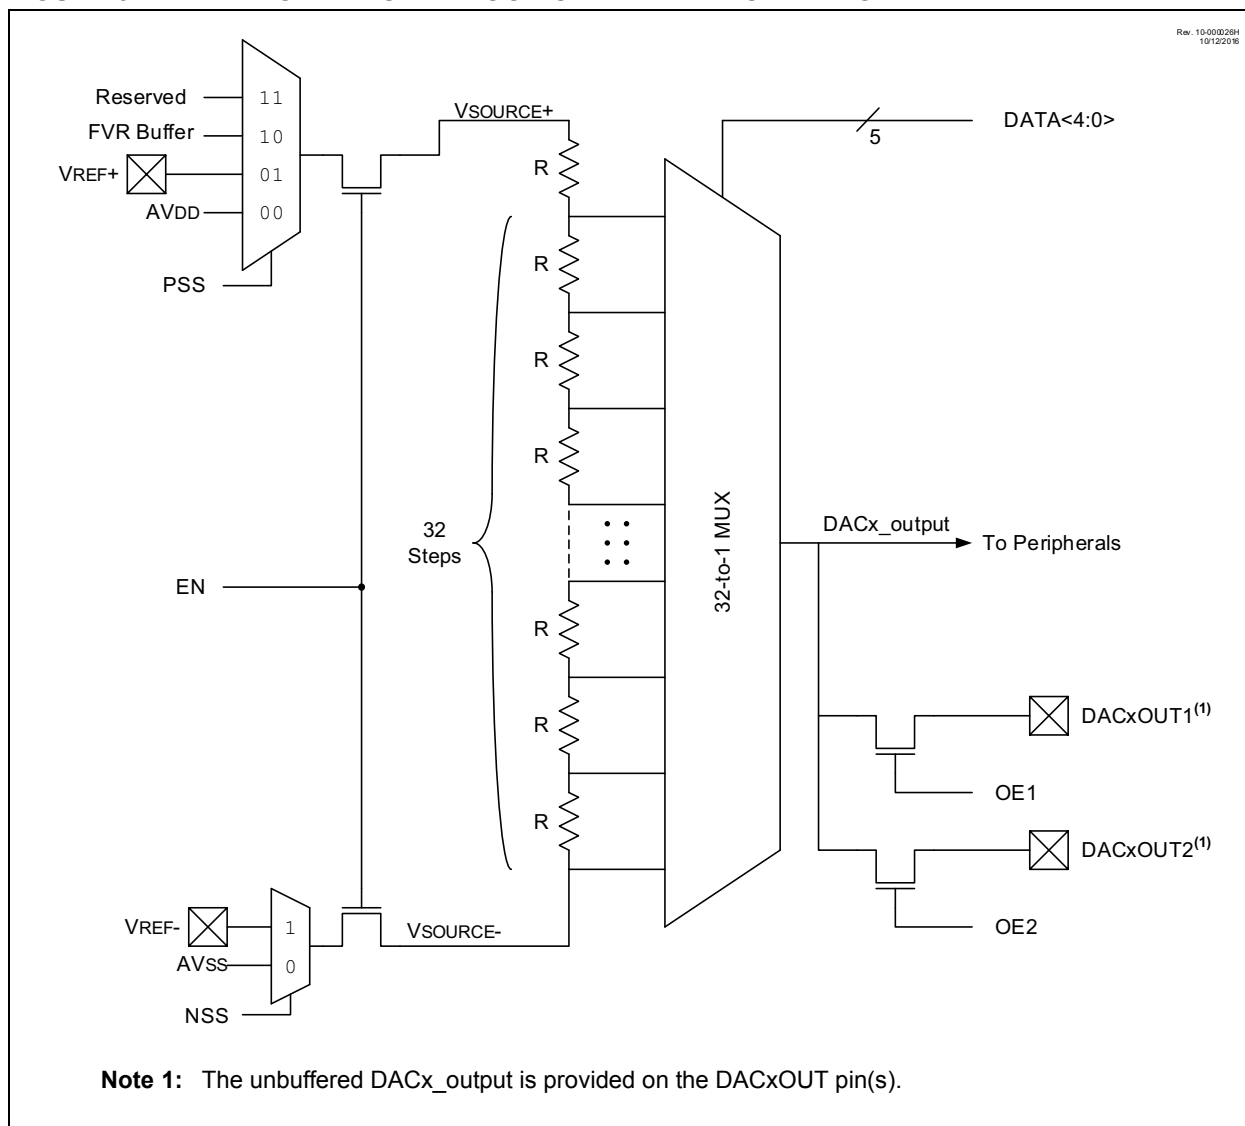 Rev. 10-000026H
10/12/2016
Reserved
11
FVR Buffer
10
VREF+
01
AVDD
00
PSS
VSOURCE+
R
R
R
R
DATA<4:0>
5
32
Steps
32-to-1 MUX
DACx_output
To Peripherals
EN
R
R
R
DACxOUT1(1)
OE1
DACxOUT2(1)
OE2
VREF-
1
AVSS
0
NSS
VSOURCE-
Note 1: The unbuffered DACx_output is provided on the DACxOUT pin(s).